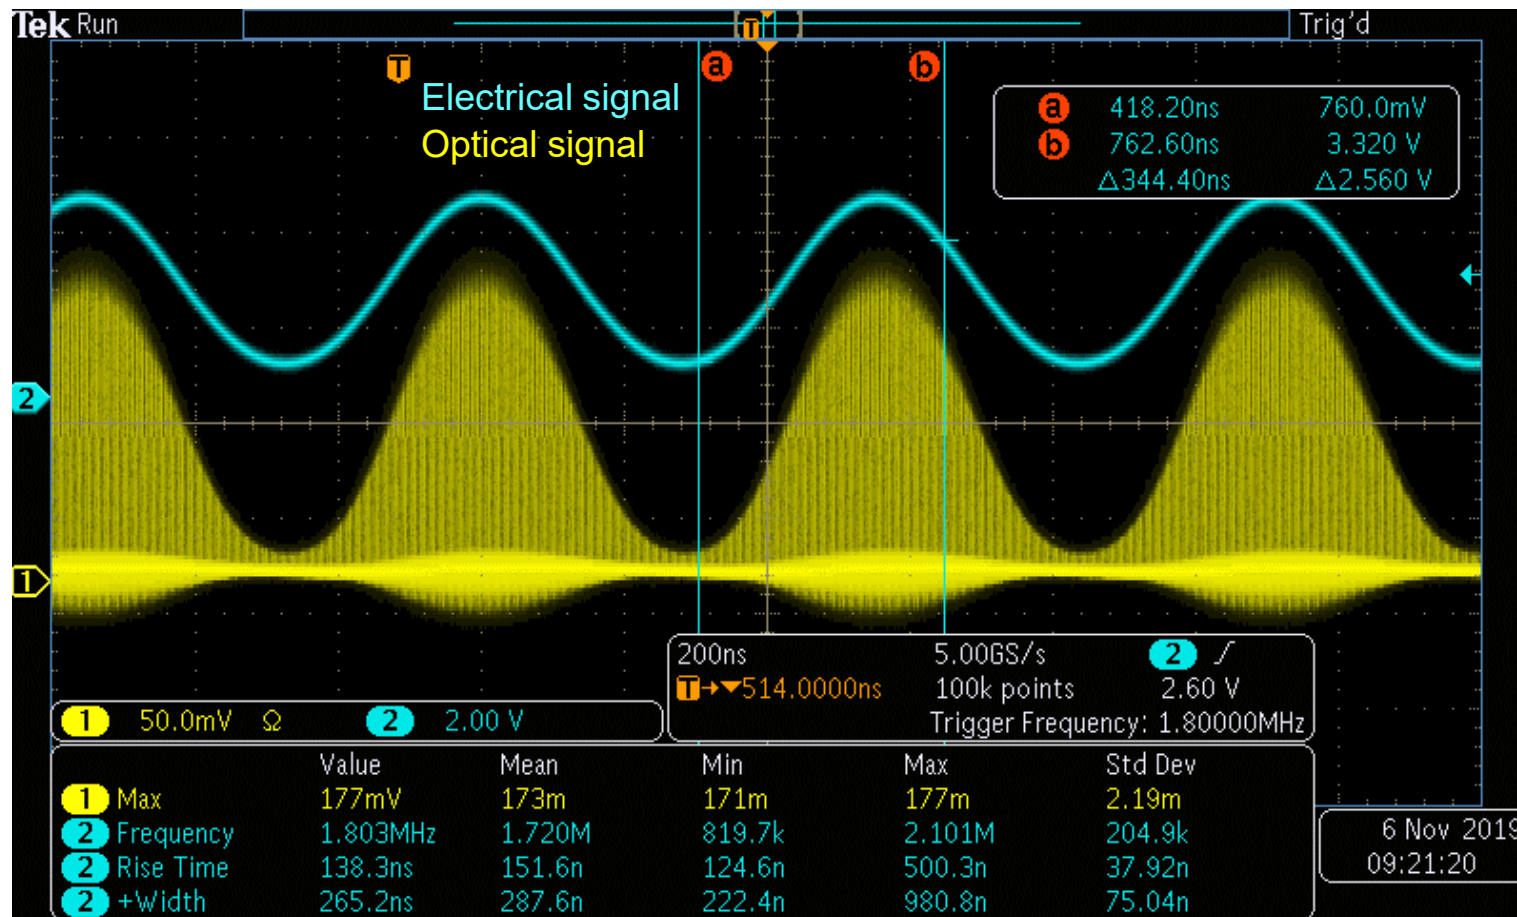 Tek Run Trig'd
T
T a b
Electrical signal
Optical signal
a 418.20ns 760.0mV
b 762.60ns 3.320 V
Δ344.40ns Δ2.560 V
2
1
200ns 5.00GS/s 2
T→▼514.0000ns 100k points 2.60 V
Trigger Frequency: 1.80000MHz
1 50.0mV Ω 2 2.00 V
Value Mean Min Max Std Dev
1 Max 177mV 173m 171m 177m 2.19m
2 Frequency 1.803MHz 1.720M 819.7k 2.101M 204.9k
2 Rise Time 138.3ns 151.6n 124.6n 500.3n 37.92n
2 +Width 265.2ns 287.6n 222.4n 980.8n 75.04n
6 Nov 2019
09:21:20